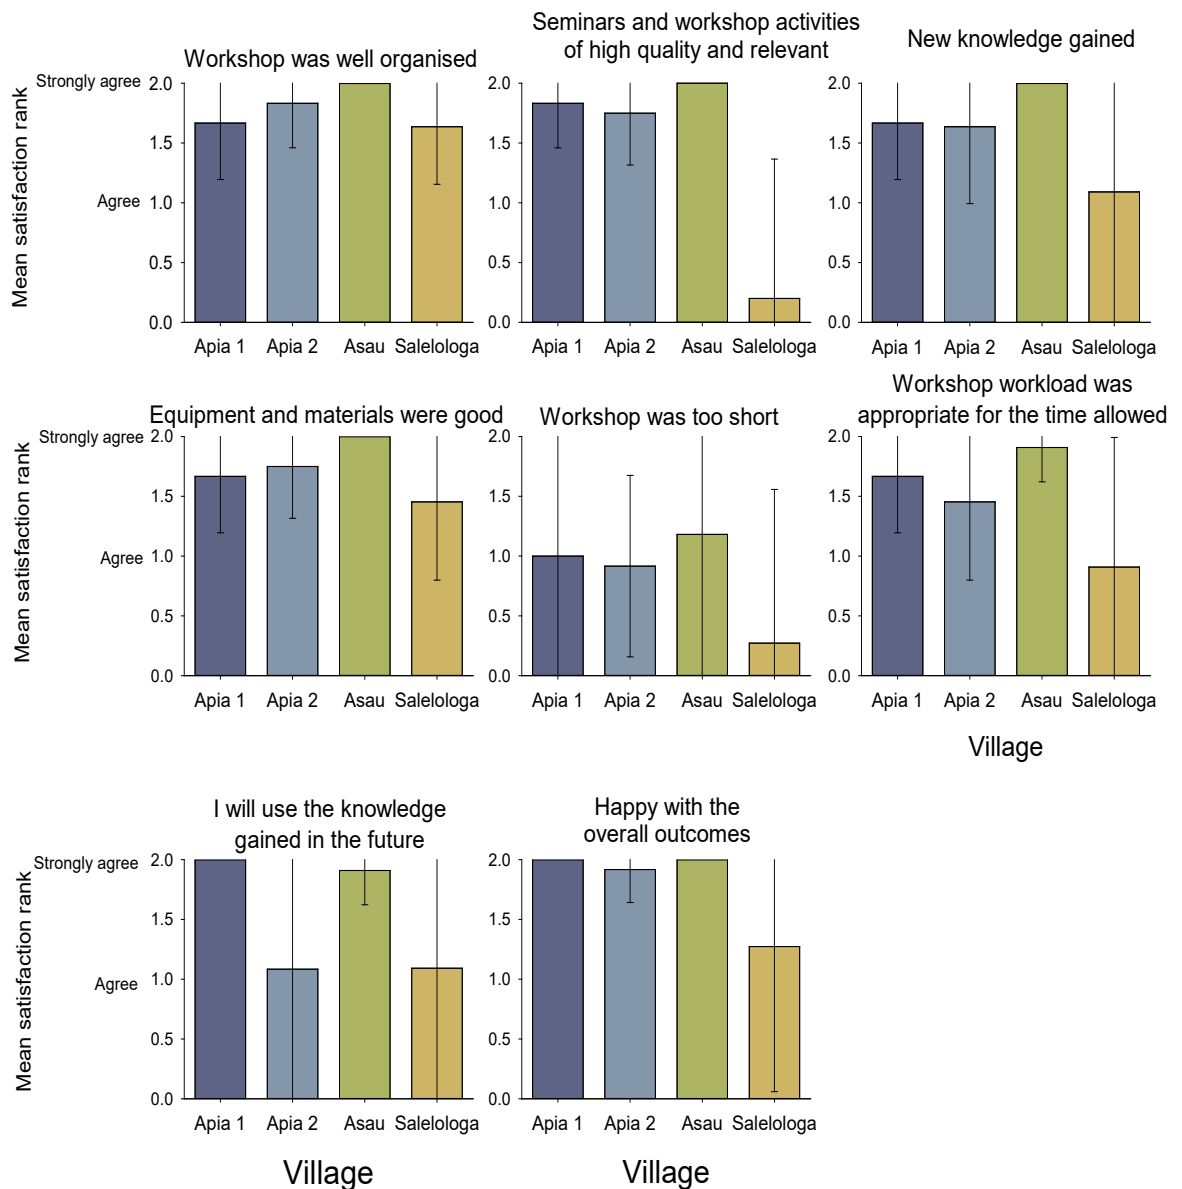 Workshop was well organised
Seminars and workshop activities
of high quality and relevant
New knowledge gained
Mean satisfaction rank
Strongly agree
Agree
2.0
1.5
1.0
0.5
0.0
Apia 1 Apia 2 Asau Salelologa
2.0
1.5
1.0
0.5
0.0
Apia 1 Apia 2 Asau Salelologa
2.0
1.5
1.0
0.5
0.0
Apia 1 Apia 2 Asau Salelologa
Equipment and materials were good
Workshop was too short
Workshop workload was
appropriate for the time allowed
Mean satisfaction rank
Strongly agree
Agree
2.0
1.5
1.0
0.5
0.0
Apia 1 Apia 2 Asau Salelologa
2.0
1.5
1.0
0.5
0.0
Apia 1 Apia 2 Asau Salelologa
2.0
1.5
1.0
0.5
0.0
Apia 1 Apia 2 Asau Salelologa
Village
I will use the knowledge
gained in the future
Happy with the
overall outcomes
Mean satisfaction rank
Strongly agree
Agree
2.0
1.5
1.0
0.5
0.0
Apia 1 Apia 2 Asau Salelologa
Village
2.0
1.5
1.0
0.5
0.0
Apia 1 Apia 2 Asau Salelologa
Village